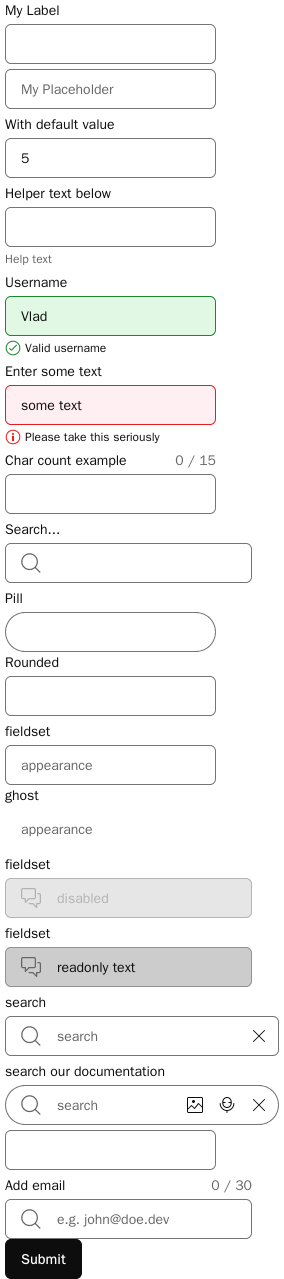 My Label
My Placeholder
With default value
5
Helper text below
Help text
Username
Vlad
Valid username
Enter some text
some text
Please take this seriously
Char count example 0 / 15
Search...
Pill
Rounded
fieldset
appearance
ghost
appearance
fieldset
disabled
fieldset
readonly text
search
search
search our documentation
search
Add email 0 / 30
e.g. john@doe.dev
Submit